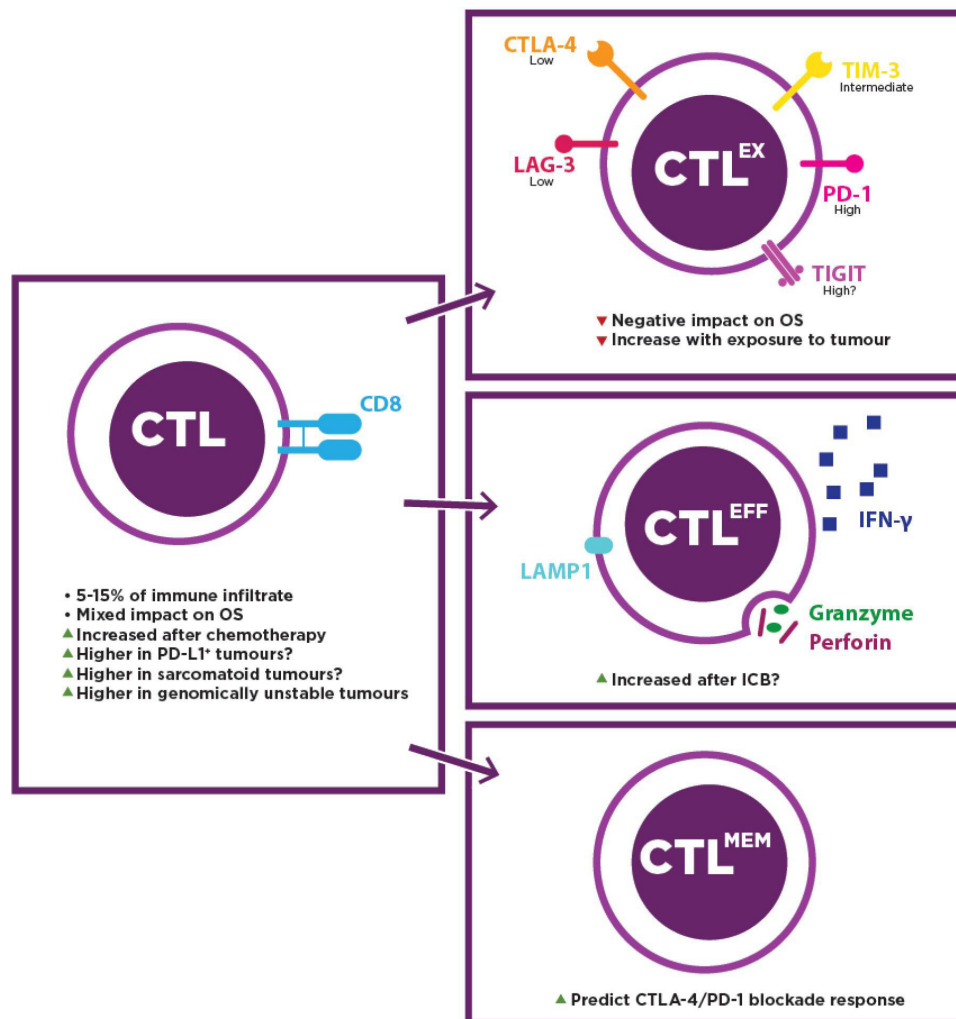 CTL
CD8
• 5-15% of immune infiltrate
• Mixed impact on OS
▲ Increased after chemotherapy
▲ Higher in PD-L1⁺ tumours?
▲ Higher in sarcomatoid tumours?
▲ Higher in genomically unstable tumours
CTLA-4
Low
TIM-3
Intermediate
LAG-3
Low
CTL^EX
PD-1
High
TIGIT
High?
▼ Negative impact on OS
▼ Increase with exposure to tumour
CTL^EFF
IFN-γ
LAMP1
Granzyme
Perforin
▲ Increased after ICB?
CTL^MEM
▲ Predict CTLA-4/PD-1 blockade response